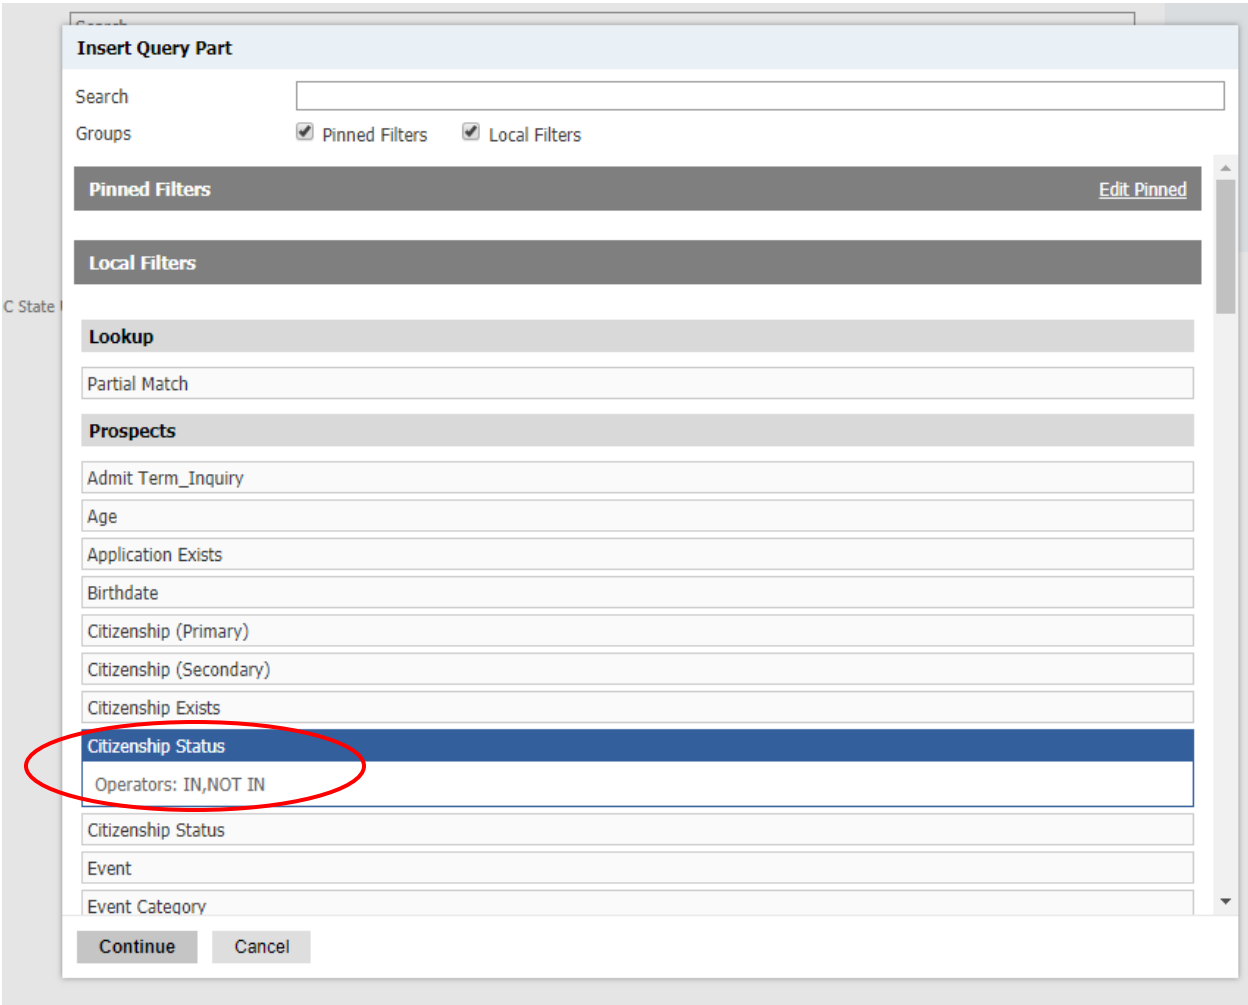 Search
Insert Query Part
Search
Groups Pinned Filters Local Filters
Pinned Filters Edit Pinned
Local Filters
C State
Lookup
Partial Match
Prospects
Admit Term_Inquiry
Age
Application Exists
Birthdate
Citizenship (Primary)
Citizenship (Secondary)
Citizenship Exists
Citizenship Status
Operators: IN,NOT IN
Citizenship Status
Event
Event Category
Continue Cancel